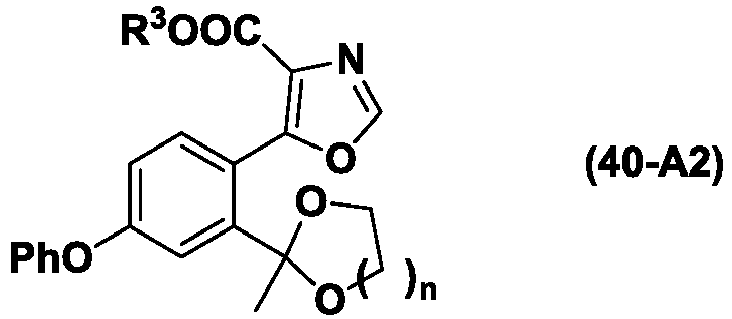 R³OOC
N
O
(40-A2)
O
PhO
O
( )n